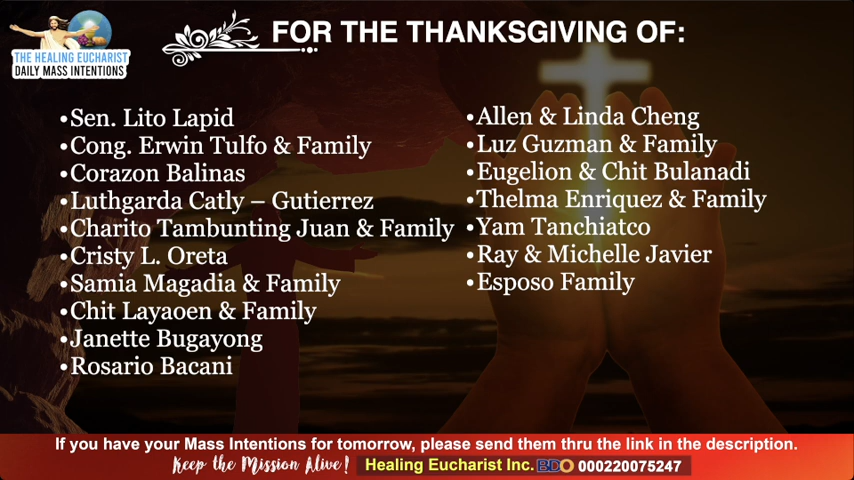 THE HEALING EUCHARIST
DAILY MASS INTENTIONS
FOR THE THANKSGIVING OF:
•Sen. Lito Lapid
•Cong. Erwin Tulfo & Family
•Corazon Balinas
•Luthgarda Catly – Gutierrez
•Charito Tambunting Juan & Family
•Cristy L. Oreta
•Samia Magadia & Family
•Chit Layaoen & Family
•Janette Bugayong
•Rosario Bacani
•Allen & Linda Cheng
•Luz Guzman & Family
•Eugelion & Chit Bulanadi
•Thelma Enriquez & Family
•Yam Tanchiatco
•Ray & Michelle Javier
•Esposo Family
If you have your Mass Intentions for tomorrow, please send them thru the link in the description.
Keep the Mission Alive! Healing Eucharist Inc. BDO 000220075247